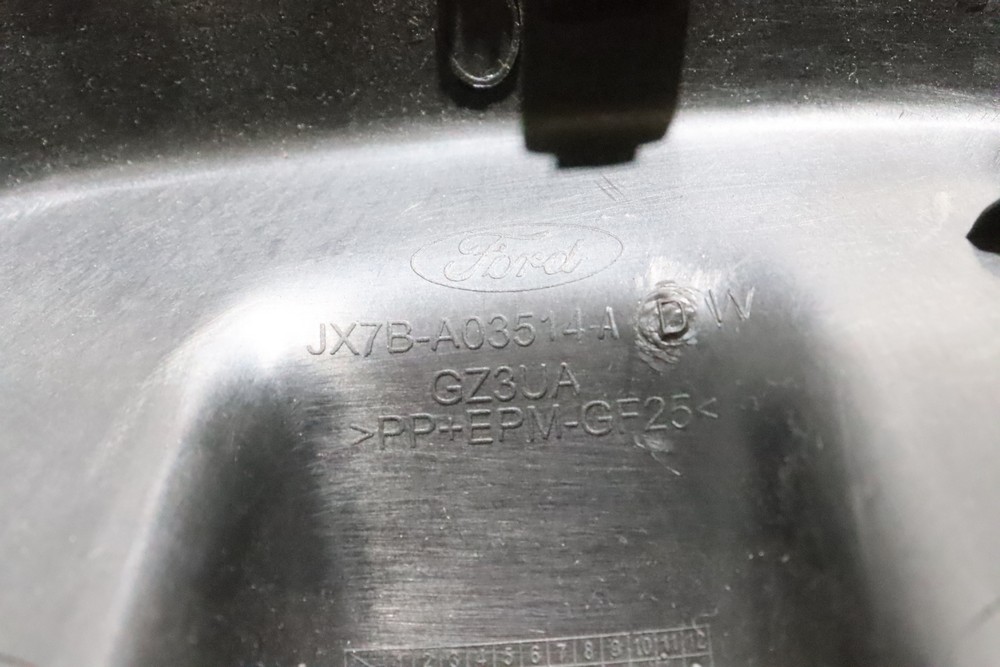 Ford
JX7B-A03514-A D W
GZ3UA
>PP+EPM-GF25<
1 2 3 4 5 6 7 8 9 10 11 12